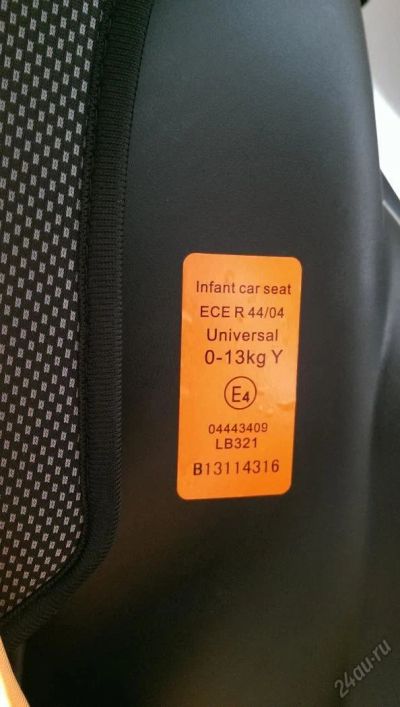 Infant car seat
ECE R 44/04
Universal
0-13kg Y
E4
04443409
LB321
B13114316
24au.ru